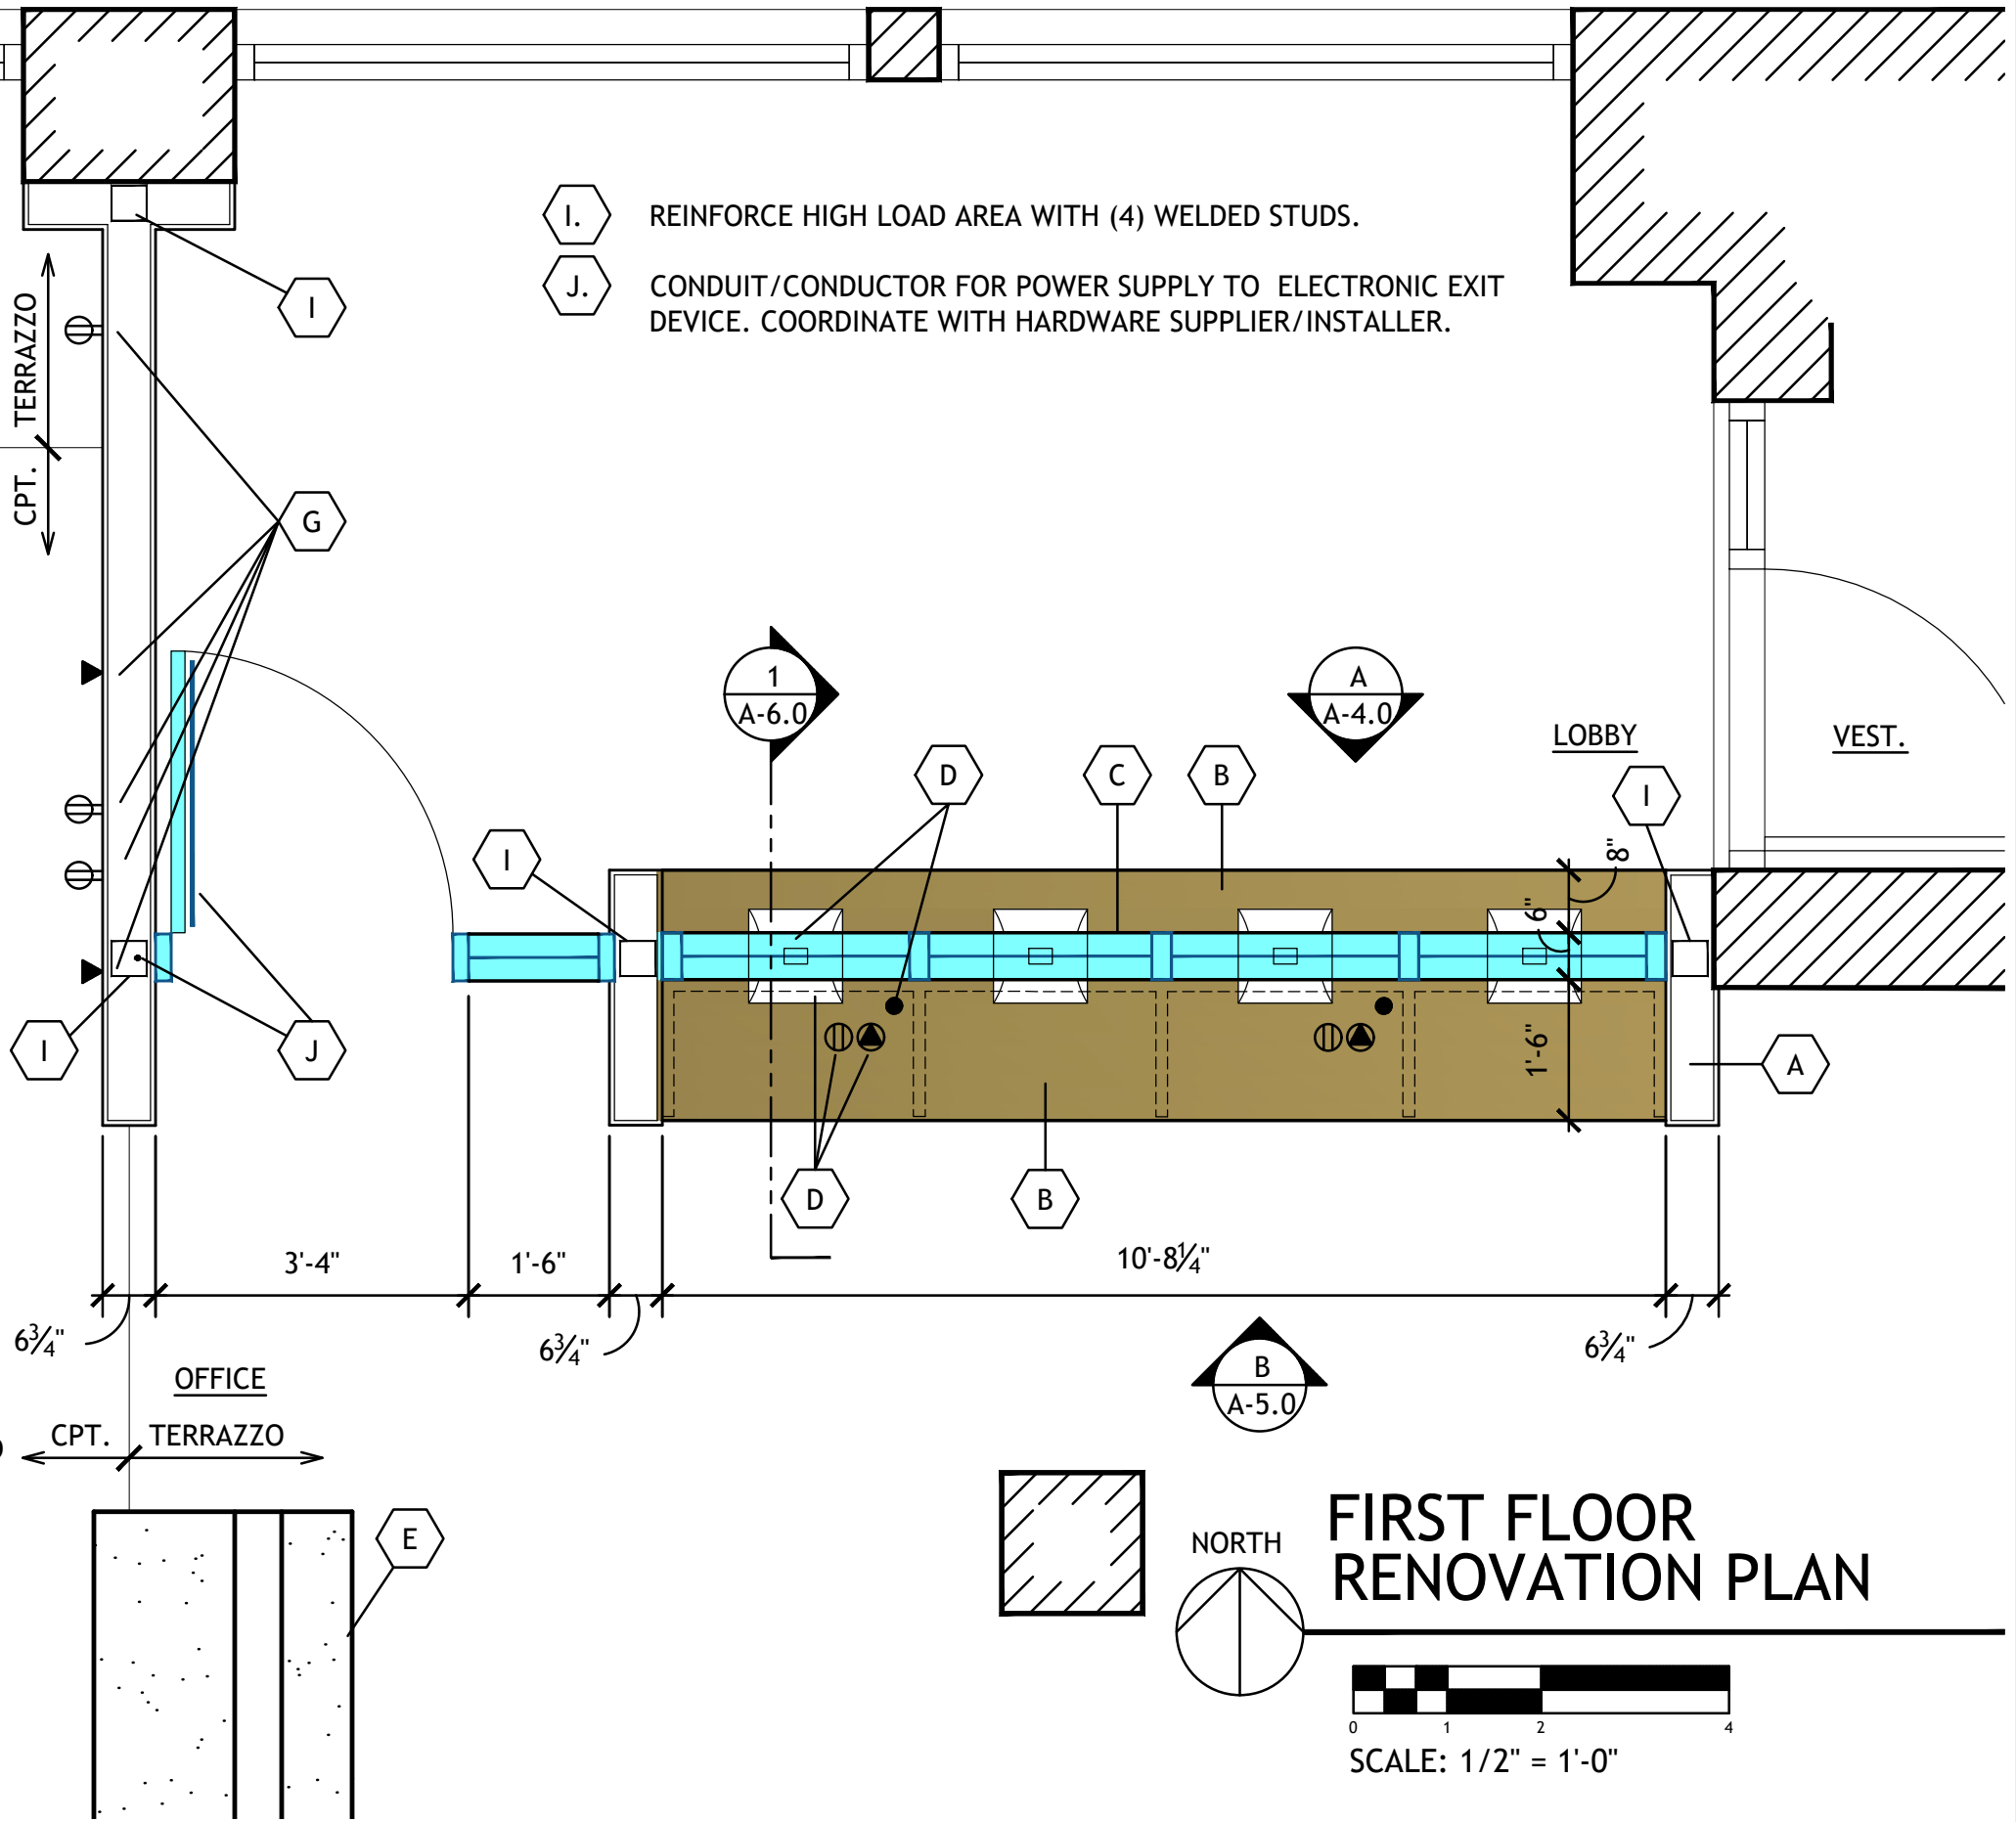 I. REINFORCE HIGH LOAD AREA WITH (4) WELDED STUDS.
J. CONDUIT/CONDUCTOR FOR POWER SUPPLY TO ELECTRONIC EXIT
DEVICE. COORDINATE WITH HARDWARE SUPPLIER/INSTALLER.
I
TERRAZZO
CPT.
G
1
A-6.0
A
A-4.0
LOBBY
VEST.
D
C
B
I
I
8"
6"
1'-6"
I
J
A
D
B
3'-4"
1'-6"
10'-8¼"
6¾"
6¾"
6¾"
OFFICE
B
A-5.0
CPT.
TERRAZZO
E
NORTH
FIRST FLOOR
RENOVATION PLAN
0 1 2 4
SCALE: 1/2" = 1'-0"